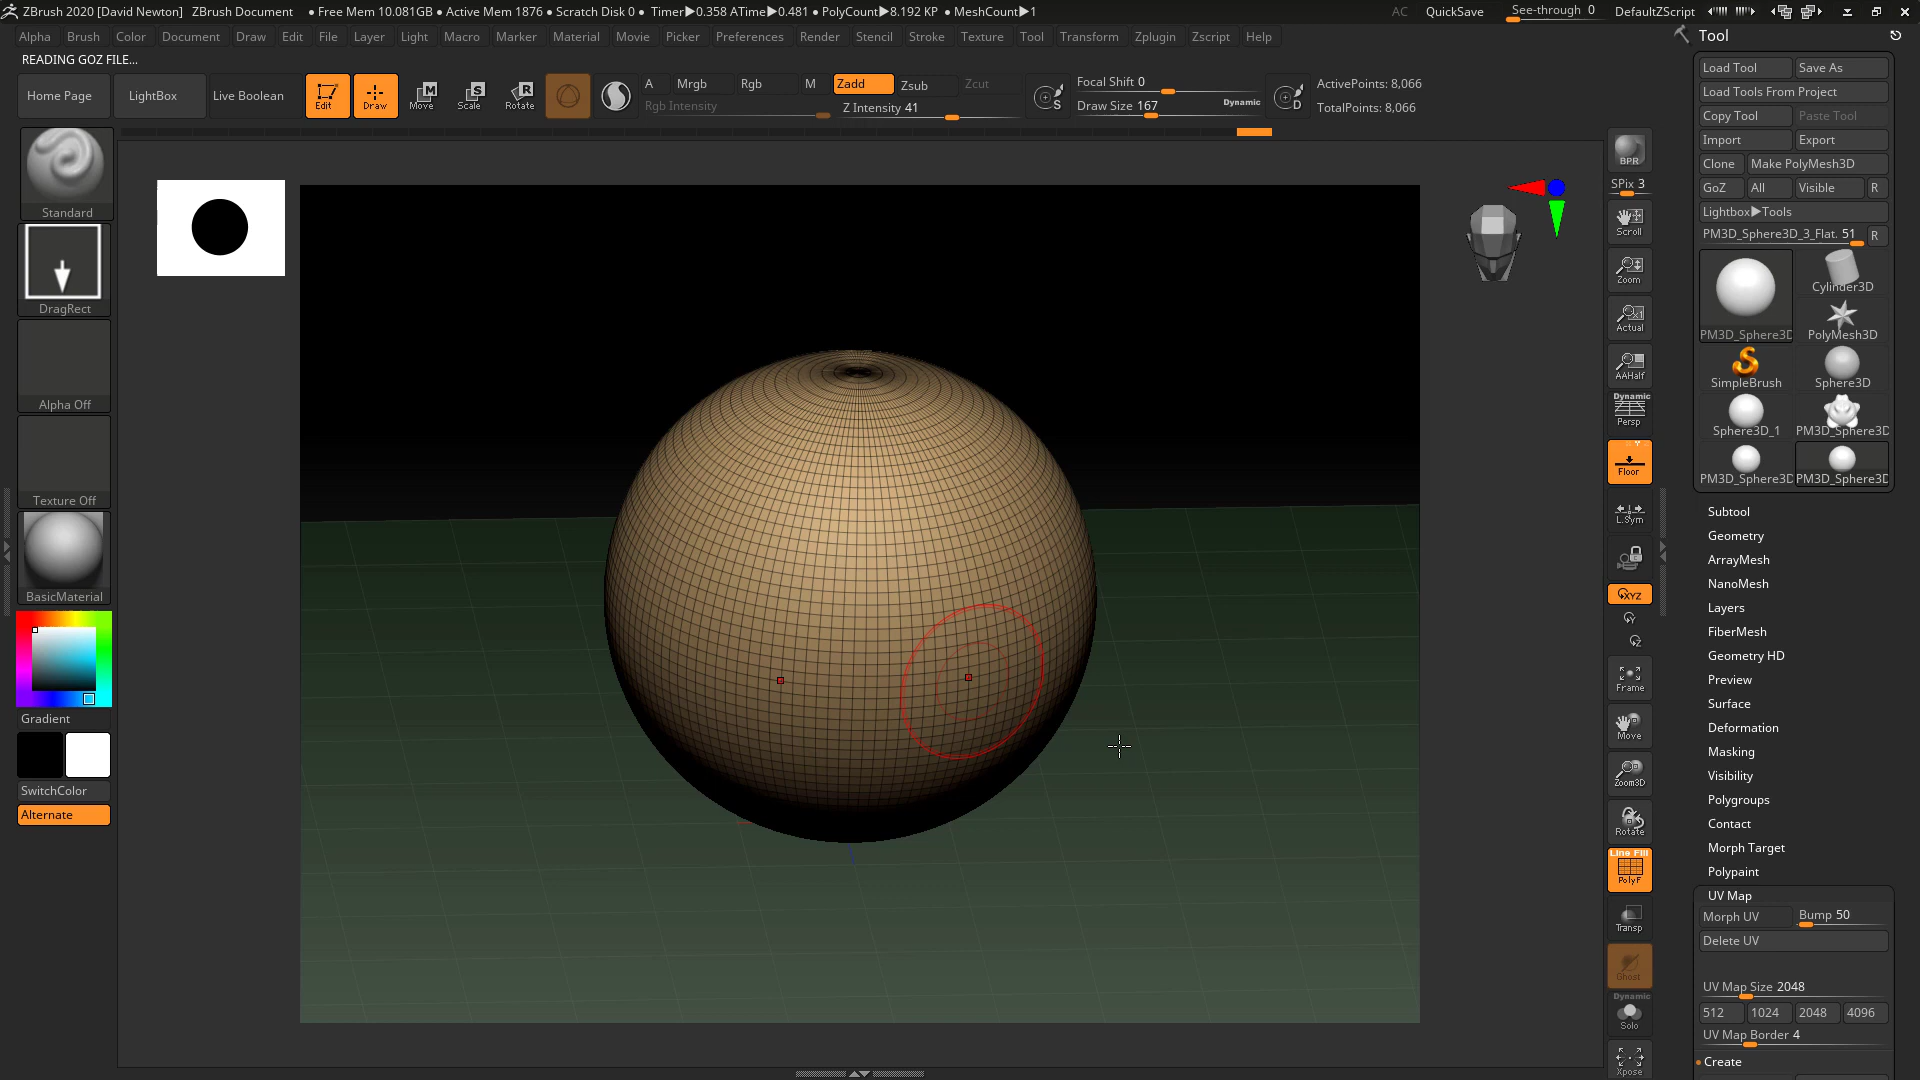 ZBrush 2020 [David Newton] ZBrush Document • Free Mem 10.081GB • Active Mem 1876 • Scratch Disk 0 • Timer▶0.358 ATime▶0.481 • PolyCount▶8.192 KP • MeshCount▶1
AC QuickSave See-through 0 DefaultZScript
Alpha Brush Color Document Draw Edit File Layer Light Macro Marker Material Movie Picker Preferences Render Stencil Stroke Texture Tool Transform Zplugin Zscript Help
READING GOZ FILE...
Home Page LightBox Live Boolean Edit Draw Move Scale Rotate
A Mrgb Rgb M Zadd Zsub Zcut
Rgb Intensity Z Intensity 41
Focal Shift 0
Draw Size 167 Dynamic
ActivePoints: 8,066
TotalPoints: 8,066
Standard
DragRect
Alpha Off
Texture Off
BasicMaterial
Gradient
SwitchColor
Alternate
BPR
SPix 3
Scroll
Zoom
Actual
AAHalf
Dynamic
Persp
Floor
L.Sym
XYZ
Frame
Move
Zoom3D
Rotate
Line Fill
PolyF
Transp
Ghost
Dynamic
Solo
Xpose
Tool
Load Tool Save As
Load Tools From Project
Copy Tool Paste Tool
Import Export
Clone Make PolyMesh3D
GoZ All Visible R
Lightbox▶Tools
PM3D_Sphere3D_3_Flat. 51 R
PM3D_Sphere3D Cylinder3D
PolyMesh3D
SimpleBrush Sphere3D
Sphere3D_1 PM3D_Sphere3D
PM3D_Sphere3D PM3D_Sphere3D
Subtool
Geometry
ArrayMesh
NanoMesh
Layers
FiberMesh
Geometry HD
Preview
Surface
Deformation
Masking
Visibility
Polygroups
Contact
Morph Target
Polypaint
UV Map
Morph UV Bump 50
Delete UV
UV Map Size 2048
512 1024 2048 4096
UV Map Border 4
Create